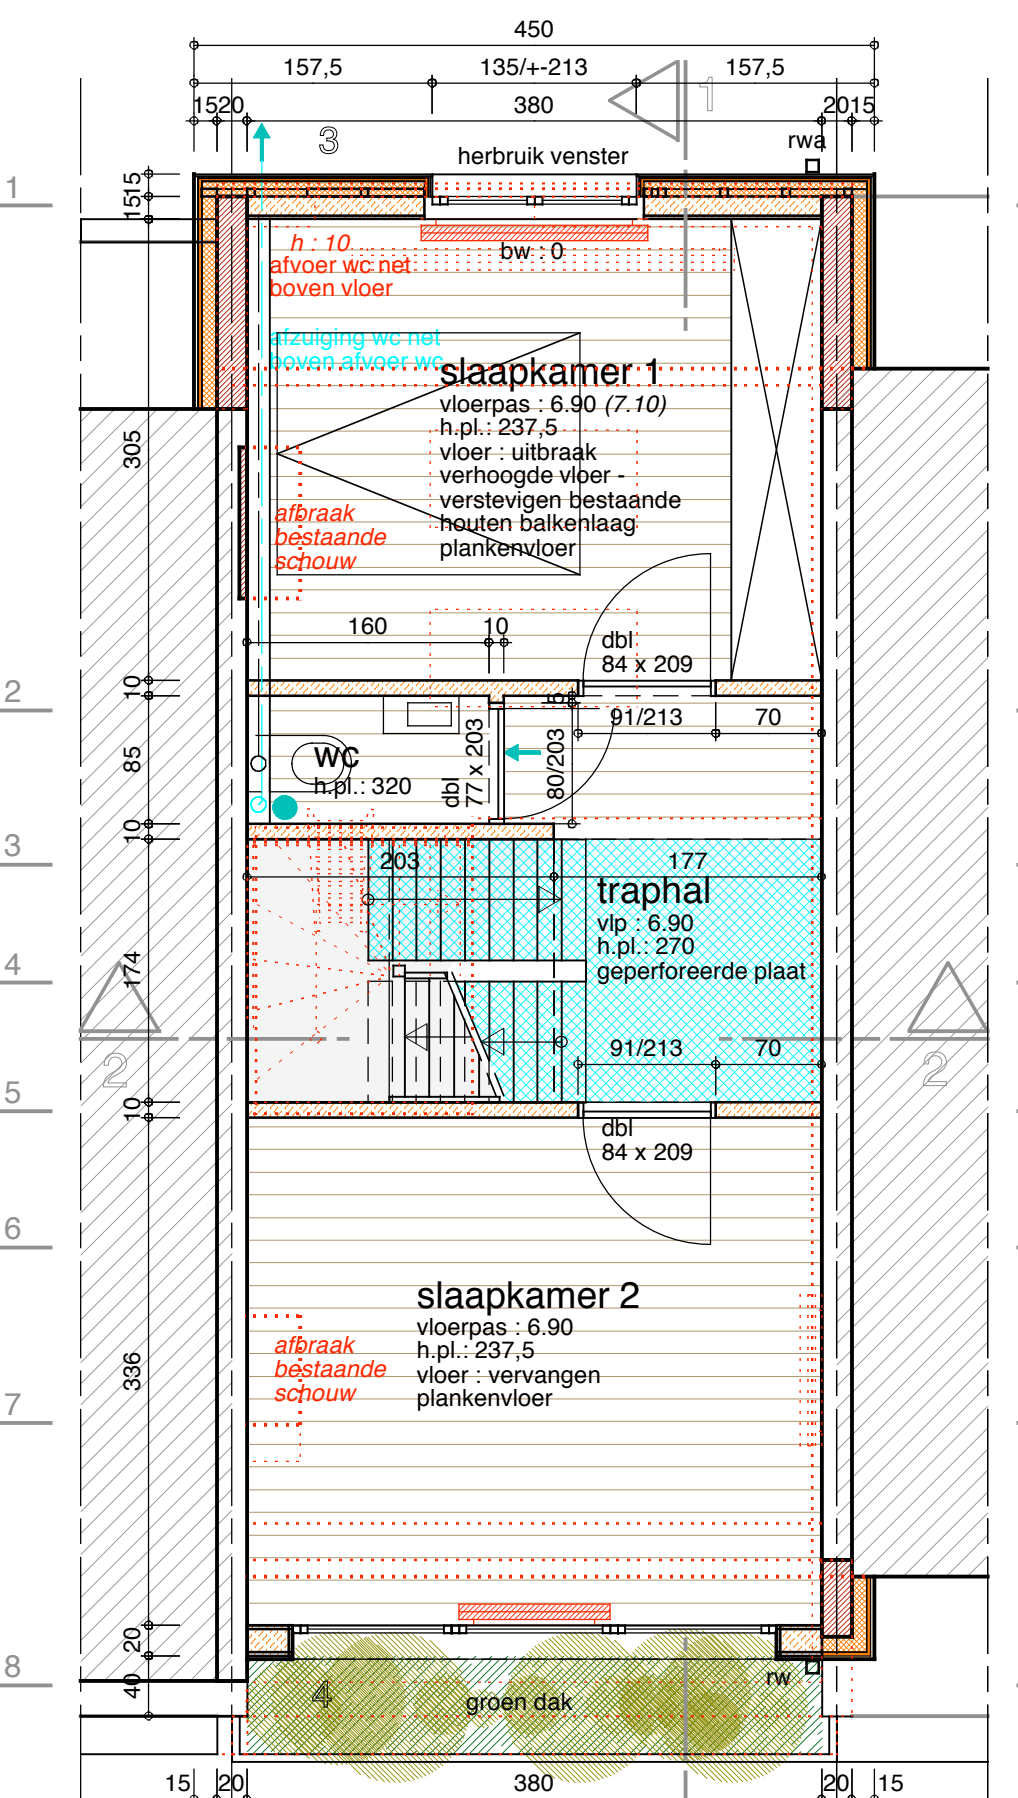 450
157,5 135/+-213 157,5
15 20 380 20 15
1
3
rwa
herbruik venster
1
15
15
h : 10
afvoer wc net
boven vloer
bw : 0
afzuiging wc net
boven afvoer wc
slaapkamer 1
vloerpas : 6.90 (7.10)
h.pl.: 237,5
vloer : uitbraak
verhoogde vloer -
verstevigen bestaande
houten balkenlaag
plankenvloer
305
afbraak
bestaande
schouw
160 10
dbl
84 x 209
2
10
5
91/213 70
85
wc
h.pl.: 320
dbl
77 x 203
80/203
3
10
203 177
traphal
vlp : 6.90
h.pl.: 270
geperforeerde plaat
4
174
2
2
91/213 70
5
10
dbl
84 x 209
6
slaapkamer 2
vloerpas : 6.90
h.pl.: 237,5
vloer : vervangen
plankenvloer
afbraak
bestaande
schouw
336
7
20
8
40
4
groen dak
rw
15 20 380 20 15